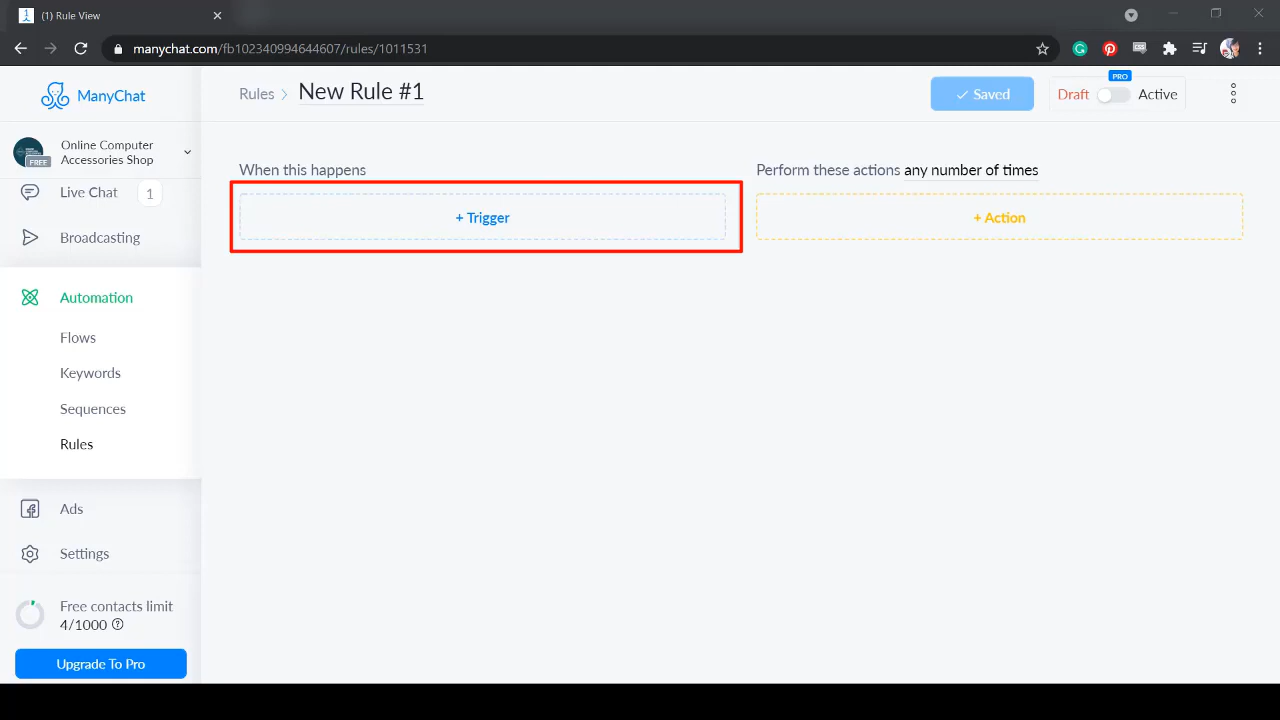 (1) Rule View
manychat.com/fb102340994644607/rules/1011531
ManyChat
Rules
New Rule #1
Saved
PRO
Draft
Active
Online Computer
Accessories Shop
FREE
Live Chat
1
Broadcasting
Automation
Flows
Keywords
Sequences
Rules
Ads
Settings
Free contacts limit
4/1000
Upgrade To Pro
When this happens
+ Trigger
Perform these actions any number of times
+ Action